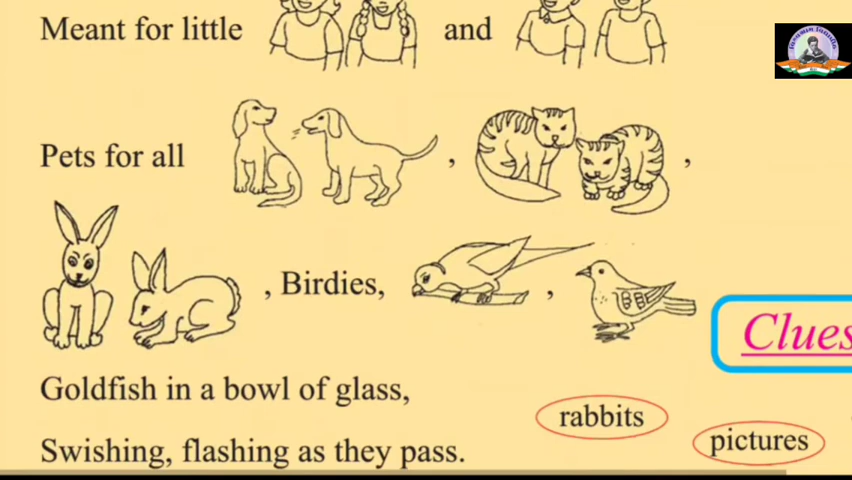 Meant for little and
Pets for all , ,
, Birdies, ,
Clues
Goldfish in a bowl of glass,
rabbits
pictures
Swishing, flashing as they pass.